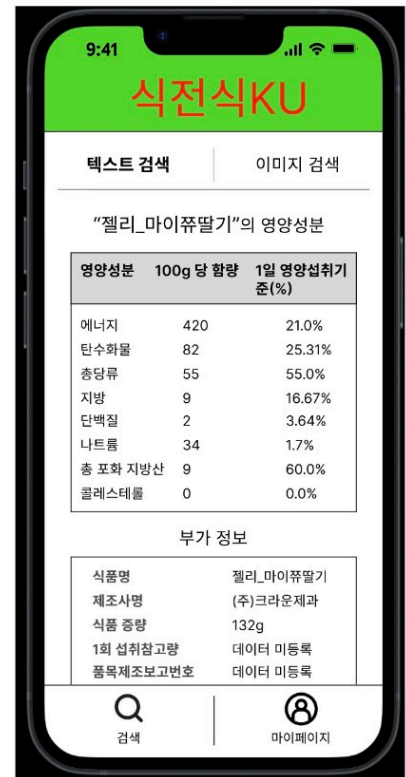 9:41
식전식KU
텍스트 검색 이미지 검색
“젤리_마이쮸딸기”의 영양성분
영양성분 100g 당 함량 1일 영양섭취기
준(%)
에너지 420 21.0%
탄수화물 82 25.31%
총당류 55 55.0%
지방 9 16.67%
단백질 2 3.64%
나트륨 34 1.7%
총 포화 지방산 9 60.0%
콜레스테롤 0 0.0%
부가 정보
식품명 젤리_마이쮸딸기
제조사명 (주)크라운제과
식품 중량 132g
1회 섭취참고량 데이터 미등록
품목제조보고번호 데이터 미등록
검색 마이페이지